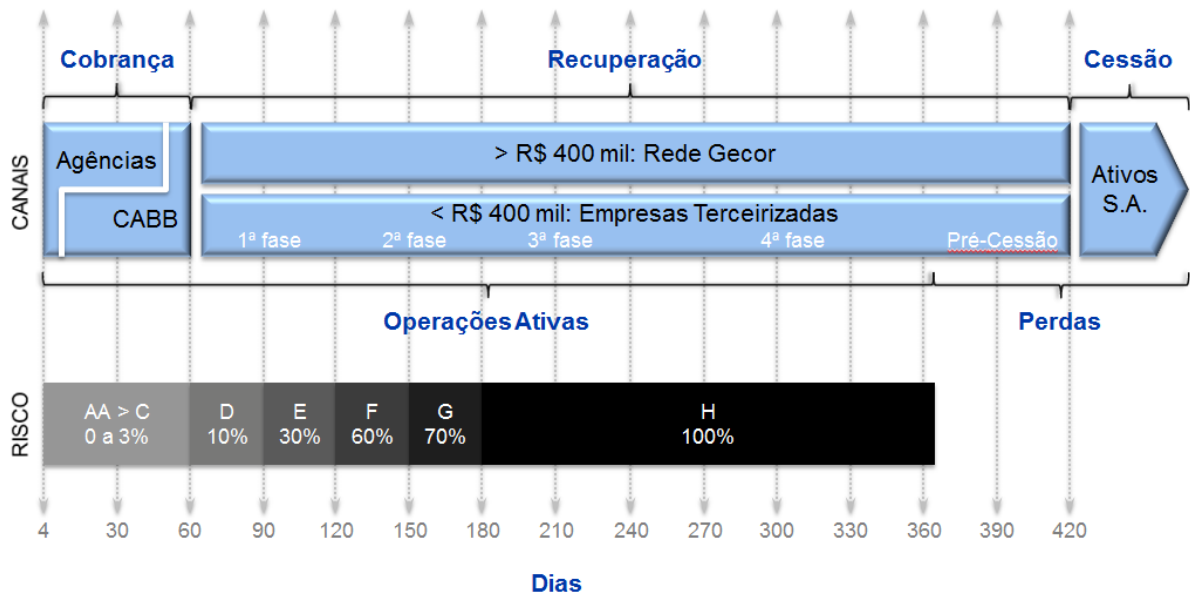 Cobrança
Recuperação
Cessão
CANAIS
Agências
CABB
> R$ 400 mil: Rede Gecor
< R$ 400 mil: Empresas Terceirizadas
1ª fase
2ª fase
3ª fase
4ª fase
Pré-Cessão
Ativos
S.A.
Operações Ativas
Perdas
RISCO
AA > C
0 a 3%
D
10%
E
30%
F
60%
G
70%
H
100%
4 30 60 90 120 150 180 210 240 270 300 330 360 390 420
Dias